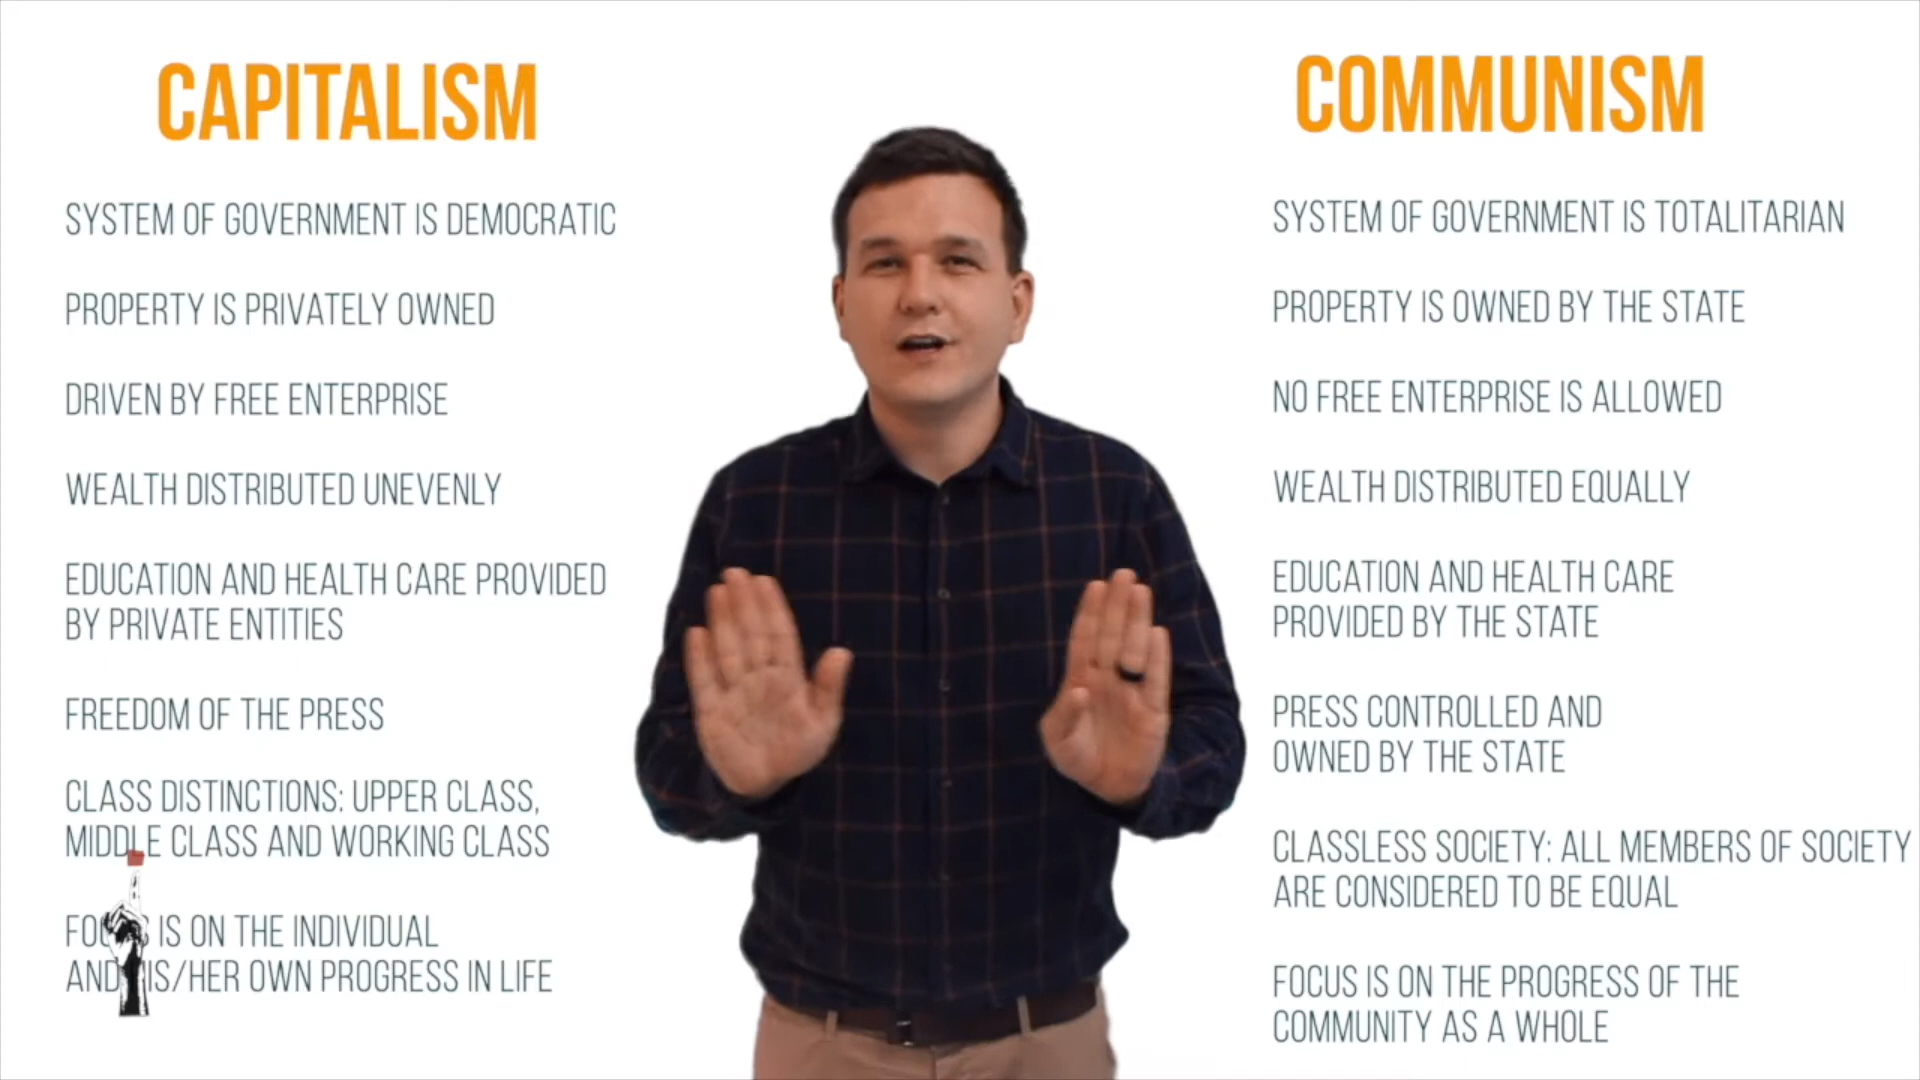 CAPITALISM
SYSTEM OF GOVERNMENT IS DEMOCRATIC
PROPERTY IS PRIVATELY OWNED
DRIVEN BY FREE ENTERPRISE
WEALTH DISTRIBUTED UNEVENLY
EDUCATION AND HEALTH CARE PROVIDED
BY PRIVATE ENTITIES
FREEDOM OF THE PRESS
CLASS DISTINCTIONS: UPPER CLASS,
MIDDLE CLASS AND WORKING CLASS
IS ON THE INDIVIDUAL
AND IS/HER OWN PROGRESS IN LIFE
COMMUNISM
SYSTEM OF GOVERNMENT IS TOTALITARIAN
PROPERTY IS OWNED BY THE STATE
NO FREE ENTERPRISE IS ALLOWED
WEALTH DISTRIBUTED EQUALLY
EDUCATION AND HEALTH CARE
PROVIDED BY THE STATE
PRESS CONTROLLED AND
OWNED BY THE STATE
CLASSLESS SOCIETY: ALL MEMBERS OF SOCIETY
ARE CONSIDERED TO BE EQUAL
FOCUS IS ON THE PROGRESS OF THE
COMMUNITY AS A WHOLE